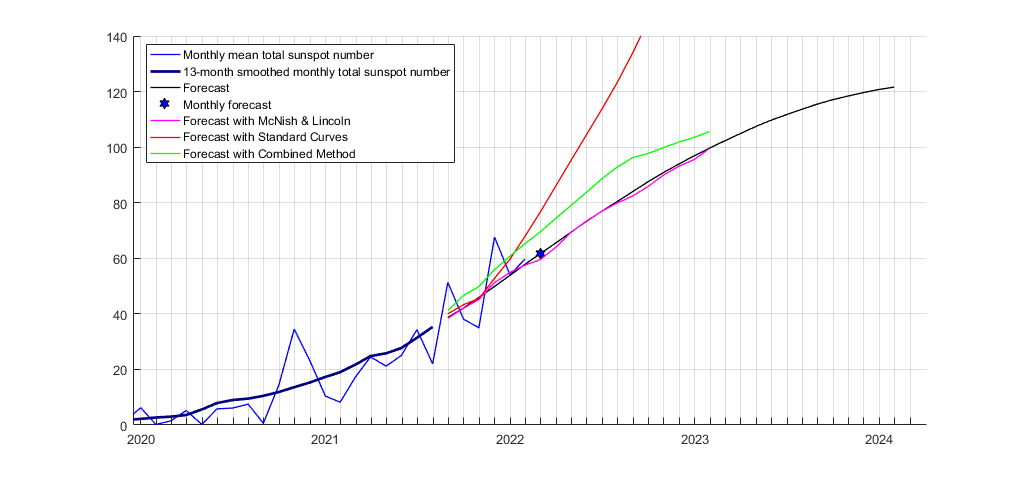 140
120
100
80
60
40
20
0
Monthly mean total sunspot number
13-month smoothed monthly total sunspot number
Forecast
Monthly forecast
Forecast with McNish & Lincoln
Forecast with Standard Curves
Forecast with Combined Method
2020 2021 2022 2023 2024